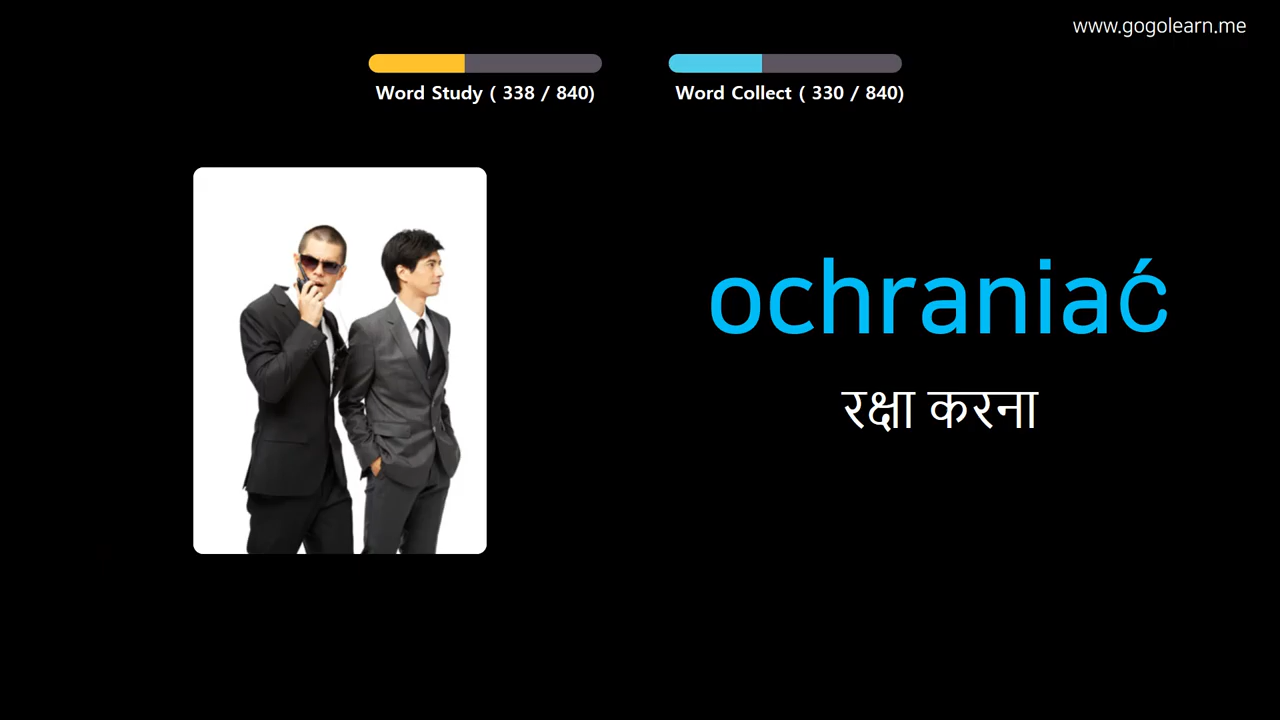 www.gogolearn.me
Word Study ( 338 / 840)
Word Collect ( 330 / 840)
ochraniać
रक्षा करना